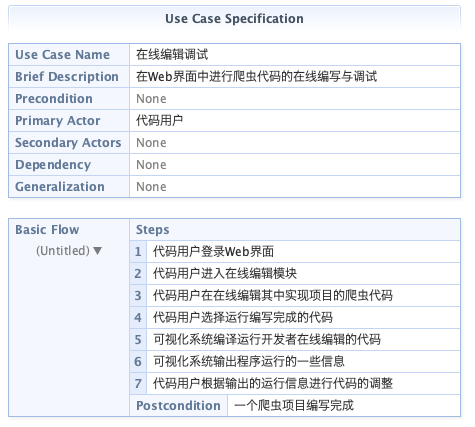 Use Case Specification
Use Case Name 在线编辑调试
Brief Description 在Web界面中进行爬虫代码的在线编写与调试
Precondition None
Primary Actor 代码用户
Secondary Actors None
Dependency None
Generalization None
Basic Flow Steps
(Untitled) ▼ 1 代码用户登录Web界面
2 代码用户进入在线编辑模块
3 代码用户在在线编辑其中实现项目的爬虫代码
4 代码用户选择运行编写完成的代码
5 可视化系统编译运行开发者在线编辑的代码
6 可视化系统输出程序运行的一些信息
7 代码用户根据输出的运行信息进行代码的调整
Postcondition 一个爬虫项目编写完成